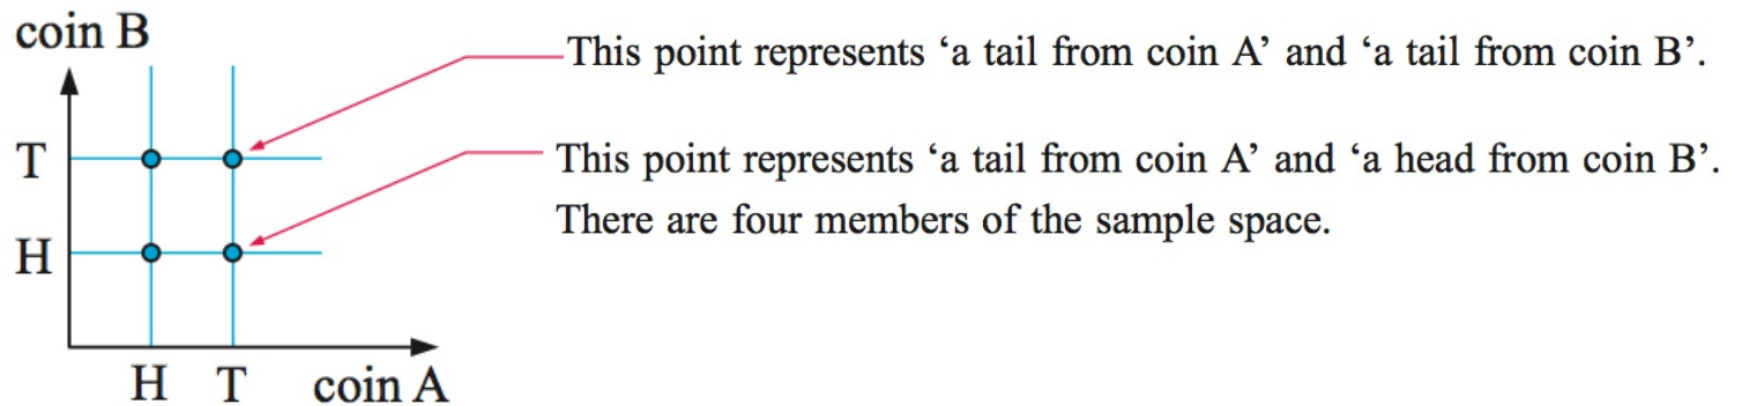 coin B
This point represents ‘a tail from coin A’ and ‘a tail from coin B’.
T
This point represents ‘a tail from coin A’ and ‘a head from coin B’.
There are four members of the sample space.
H
H T coin A